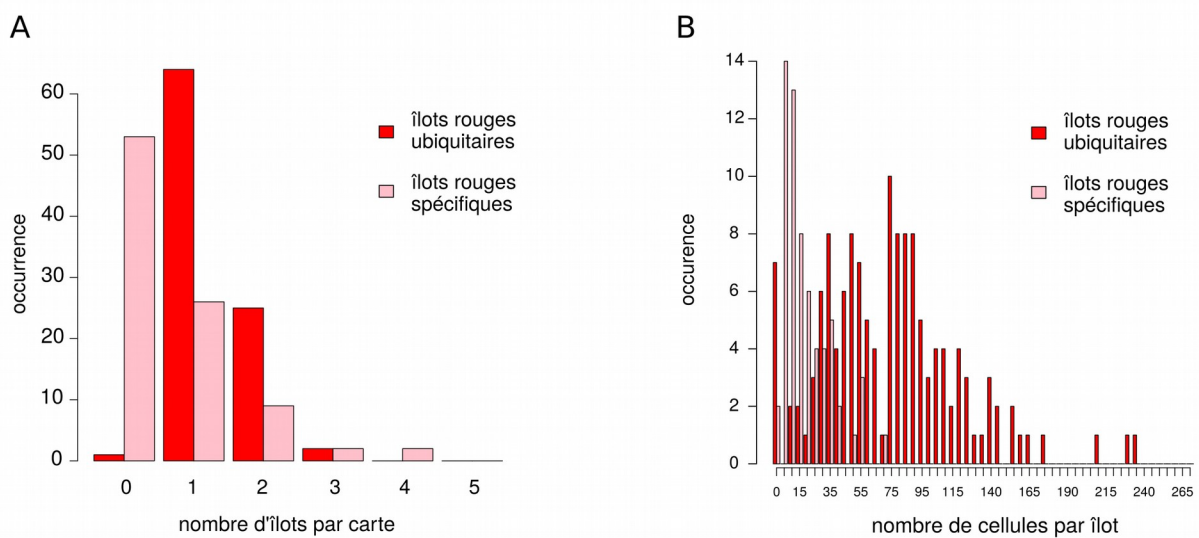 A
60
50
40
30
20
10
0
occurrence
îlots rouges
ubiquitaires
îlots rouges
spécifiques
0 1 2 3 4 5
nombre d'îlots par carte
B
14
12
10
8
6
4
2
0
occurence
îlots rouges
ubiquitaires
îlots rouges
spécifiques
0 15 35 55 75 95 115 140 165 190 215 240 265
nombre de cellules par îlot